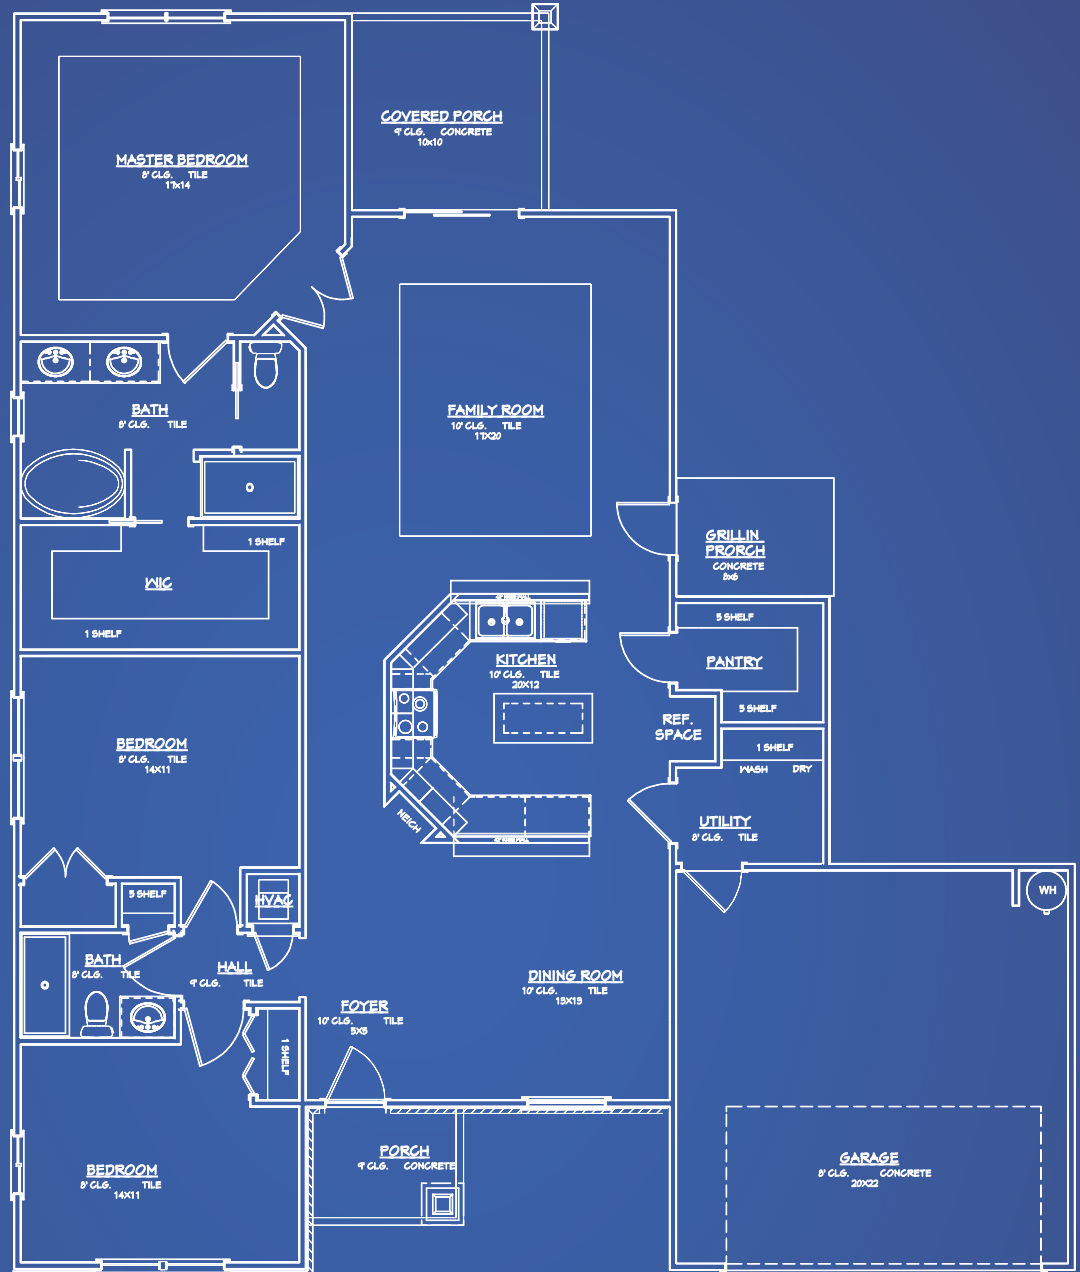 COVERED PORCH
9' CLG. CONCRETE
10x10
MASTER BEDROOM
8' CLG. TILE
17x14
BATH
8' CLG. TILE
FAMILY ROOM
10' CLG. TILE
17X20
1 SHELF
WIC
1 SHELF
GRILLIN
PRORCH
CONCRETE
8x6
5 SHELF
PANTRY
5 SHELF
KITCHEN
10' CLG. TILE
20X12
REF.
SPACE
1 SHELF
WASH DRY
BEDROOM
8' CLG. TILE
14X11
NEICH
UTILITY
8' CLG. TILE
5 SHELF
HVAC
WH
BATH
8' CLG. TILE
HALL
9' CLG. TILE
DINING ROOM
10' CLG. TILE
13X13
FOYER
10' CLG. TILE
5X5
1 SHELF
PORCH
9' CLG. CONCRETE
BEDROOM
8' CLG. TILE
14X11
GARAGE
8' CLG. CONCRETE
20X22